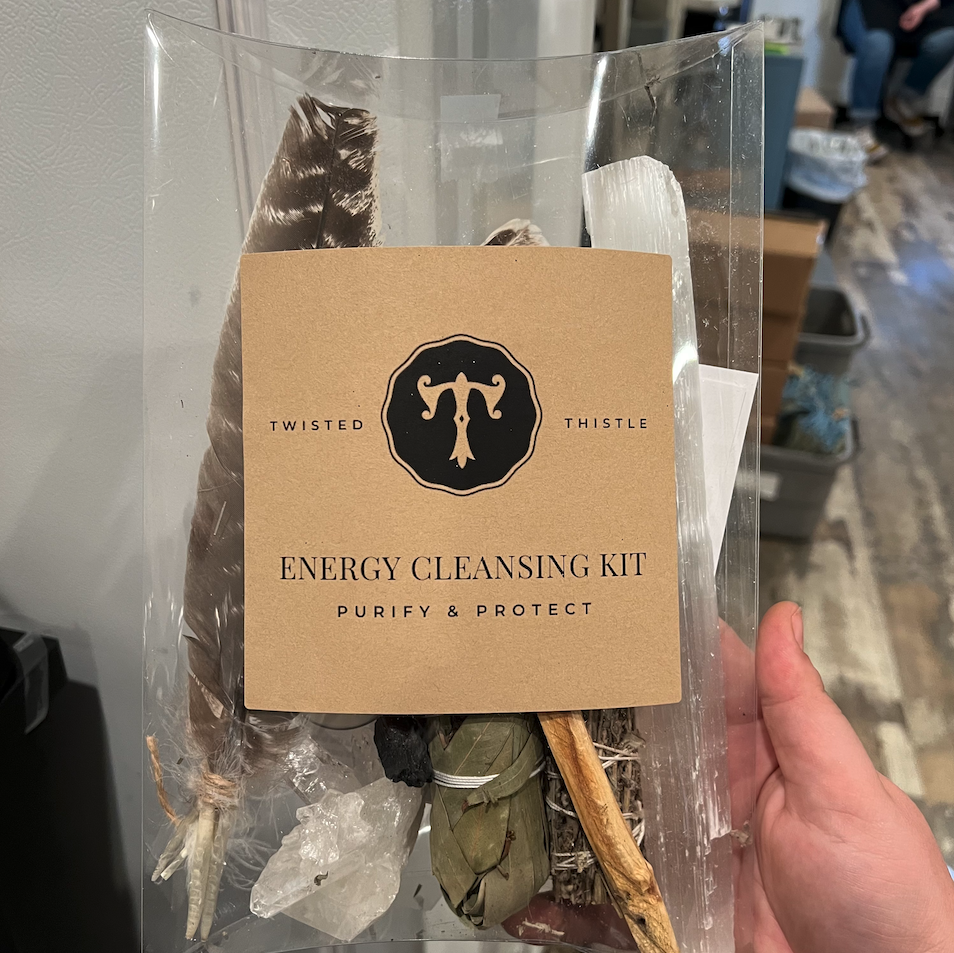 TWISTED THISTLE
ENERGY CLEANSING KIT
PURIFY & PROTECT